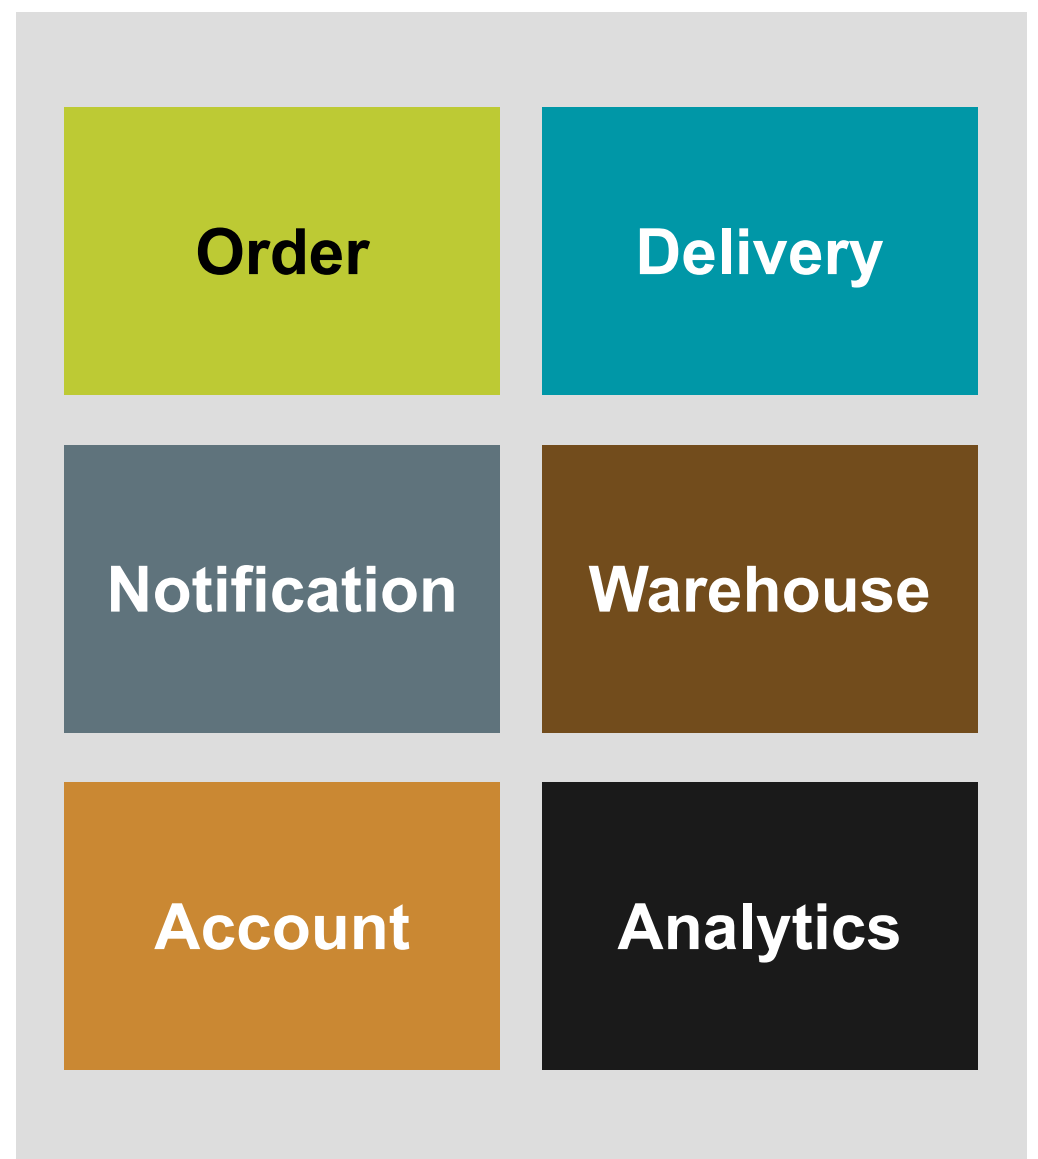 Order
Delivery
Notification
Warehouse
Account
Analytics